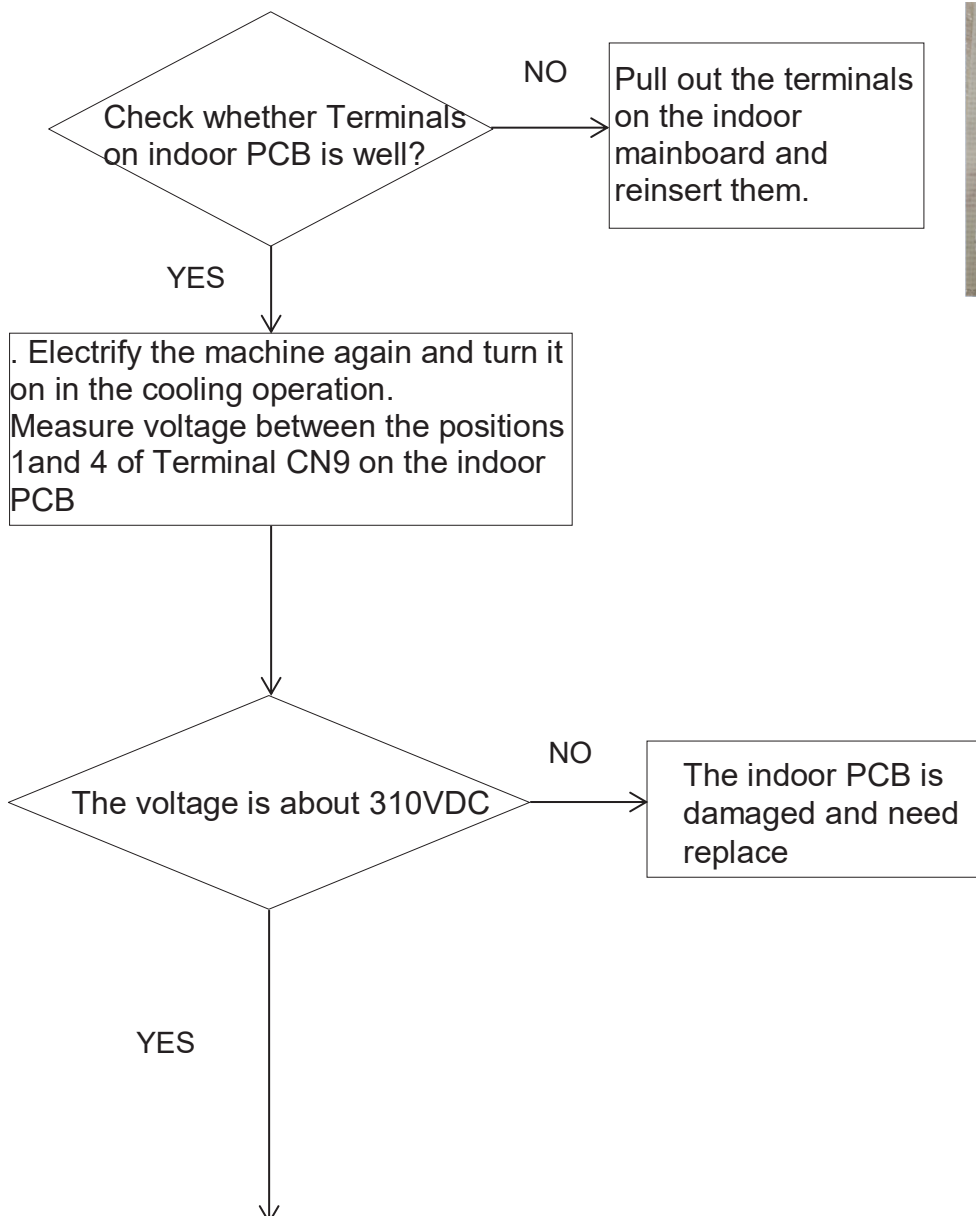 Check whether Terminals
on indoor PCB is well?
NO
Pull out the terminals
on the indoor
mainboard and
reinsert them.
YES
. Electrify the machine again and turn it
on in the cooling operation.
Measure voltage between the positions
1and 4 of Terminal CN9 on the indoor
PCB
The voltage is about 310VDC
NO
The indoor PCB is
damaged and need
replace
YES